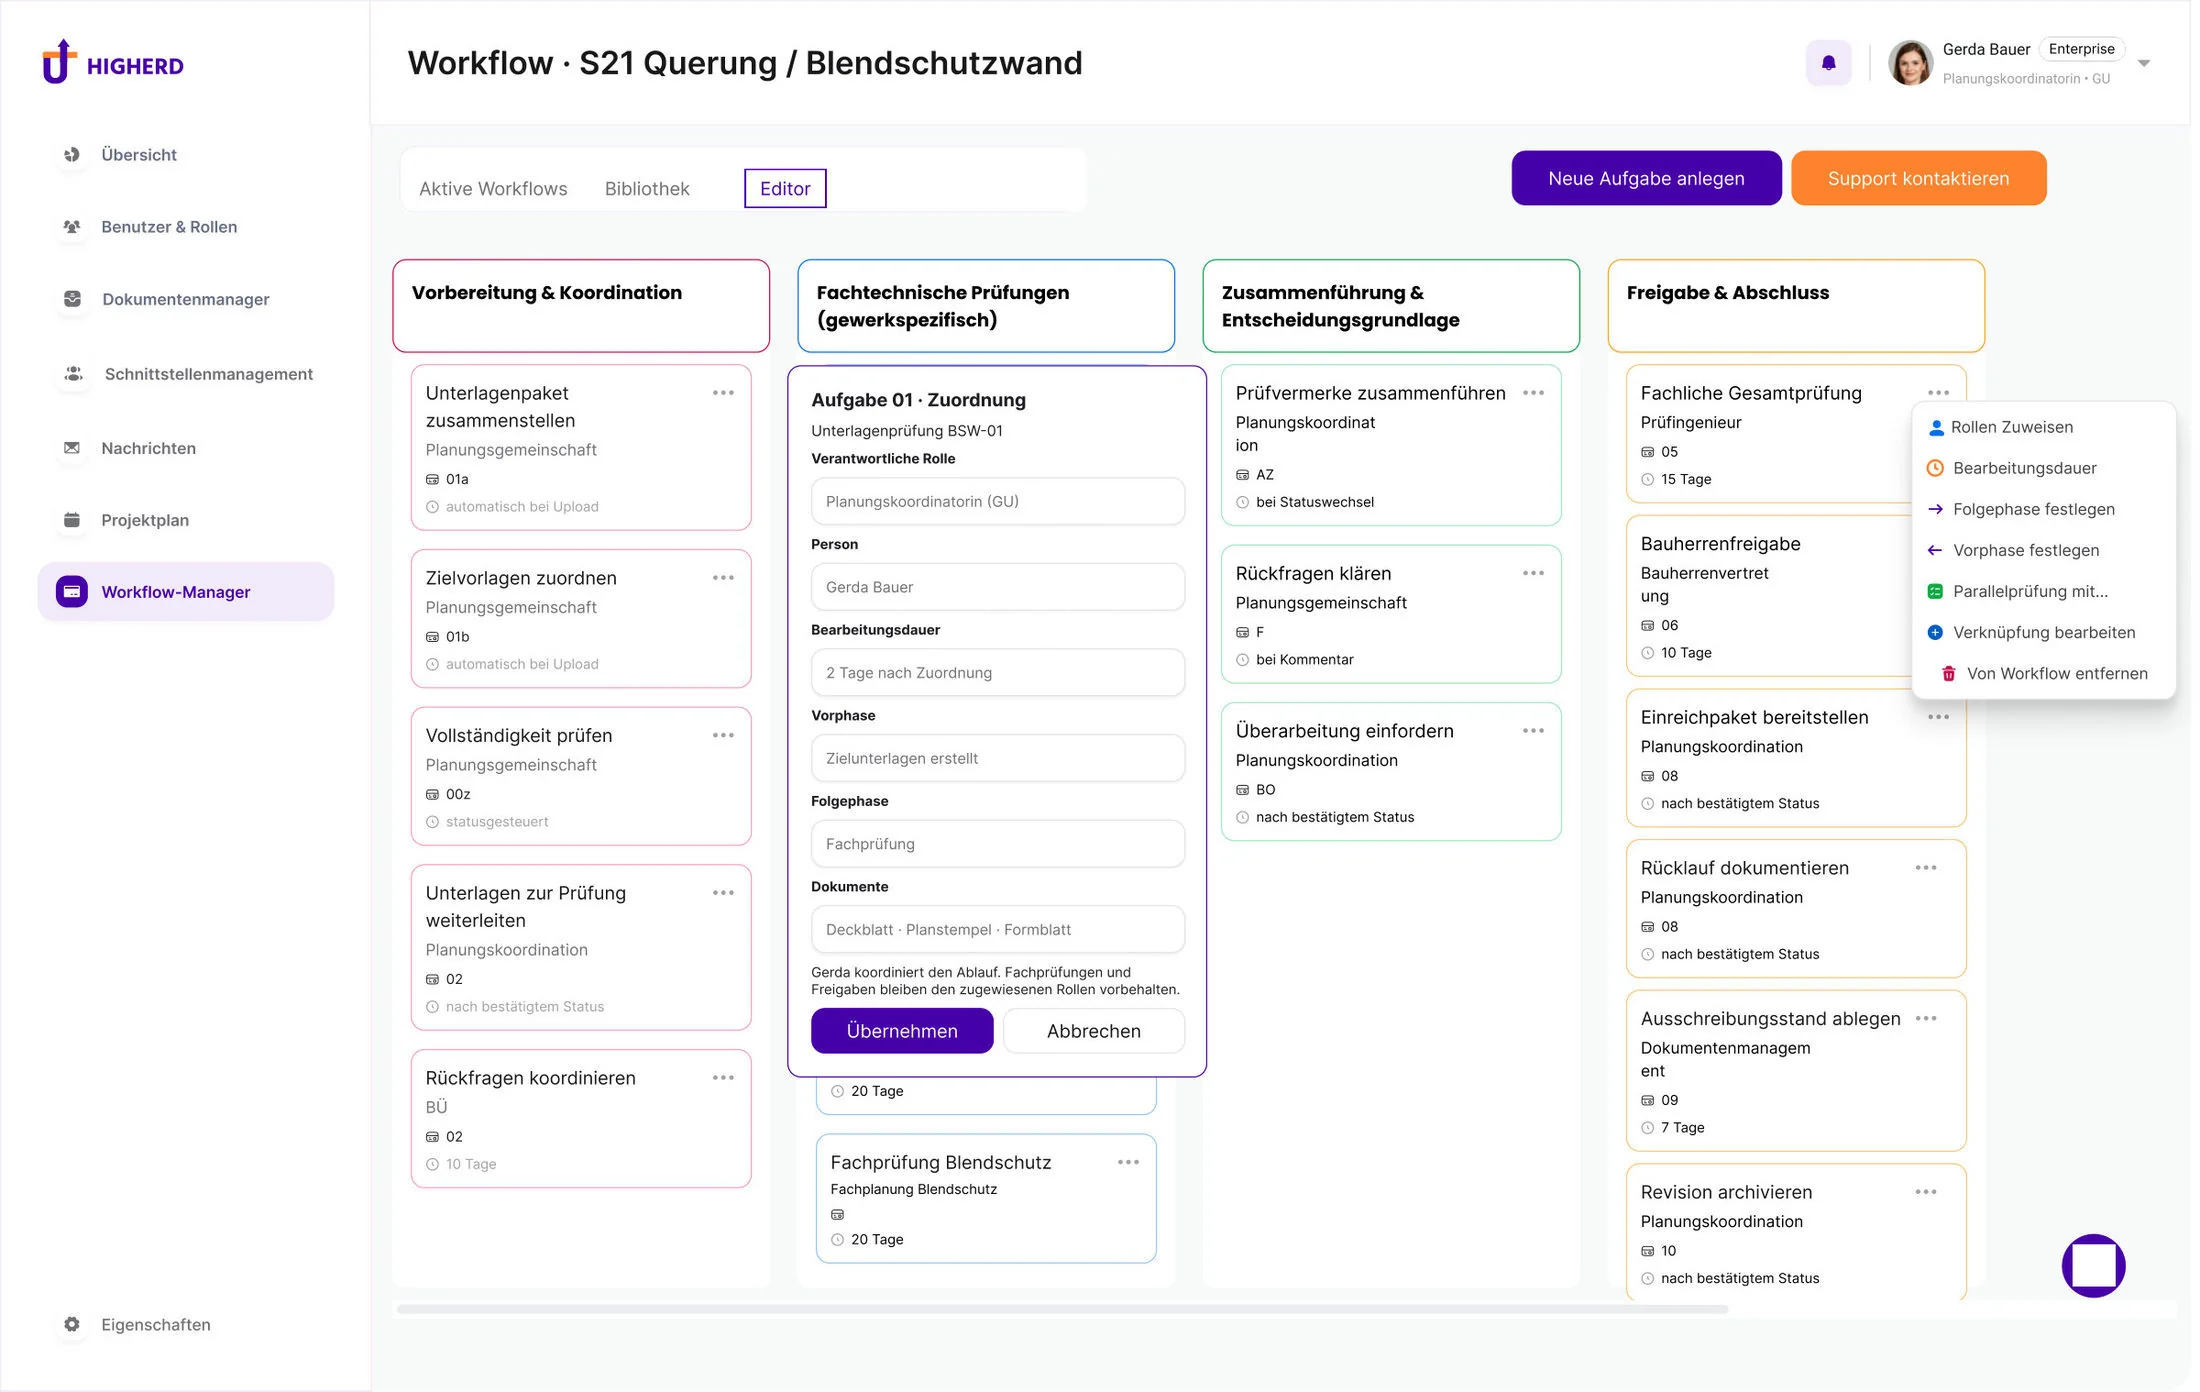 HIGHERD
Übersicht
Benutzer & Rollen
Dokumentenmanager
Schnittstellenmanagement
Nachrichten
Projektplan
Workflow-Manager
Eigenschaften
Workflow · S21 Querung / Blendschutzwand
Gerda Bauer
Enterprise
Planungskoordinatorin • GU
Aktive Workflows
Bibliothek
Editor
Neue Aufgabe anlegen
Support kontaktieren
Vorbereitung & Koordination
Unterlagenpaket
zusammenstellen
Planungsgemeinschaft
01a
automatisch bei Upload
Zielvorlagen zuordnen
Planungsgemeinschaft
01b
automatisch bei Upload
Vollständigkeit prüfen
Planungsgemeinschaft
00z
statusgesteuert
Unterlagen zur Prüfung
weiterleiten
Planungskoordination
02
nach bestätigtem Status
Rückfragen koordinieren
BÜ
02
10 Tage
Fachtechnische Prüfungen
(gewerkspezifisch)
Aufgabe 01 · Zuordnung
Unterlagenprüfung BSW-01
Verantwortliche Rolle
Planungskoordinatorin (GU)
Person
Gerda Bauer
Bearbeitungsdauer
2 Tage nach Zuordnung
Vorphase
Zielunterlagen erstellt
Folgephase
Fachprüfung
Dokumente
Deckblatt · Planstempel · Formblatt
Gerda koordiniert den Ablauf. Fachprüfungen und
Freigaben bleiben den zugewiesenen Rollen vorbehalten.
Übernehmen
Abbrechen
20 Tage
Fachprüfung Blendschutz
Fachplanung Blendschutz
20 Tage
Zusammenführung &
Entscheidungsgrundlage
Prüfvermerke zusammenführen
Planungskoordinat
ion
AZ
bei Statuswechsel
Rückfragen klären
Planungsgemeinschaft
F
bei Kommentar
Überarbeitung einfordern
Planungskoordination
BO
nach bestätigtem Status
Freigabe & Abschluss
Fachliche Gesamtprüfung
Prüfingenieur
05
15 Tage
Bauherrenfreigabe
Bauherrenvertret
ung
06
10 Tage
Einreichpaket bereitstellen
Planungskoordination
08
nach bestätigtem Status
Rücklauf dokumentieren
Planungskoordination
08
nach bestätigtem Status
Ausschreibungsstand ablegen
Dokumentenmanagem
ent
09
7 Tage
Revision archivieren
Planungskoordination
10
nach bestätigtem Status
Rollen Zuweisen
Bearbeitungsdauer
Folgephase festlegen
Vorphase festlegen
Parallelprüfung mit...
Verknüpfung bearbeiten
Von Workflow entfernen